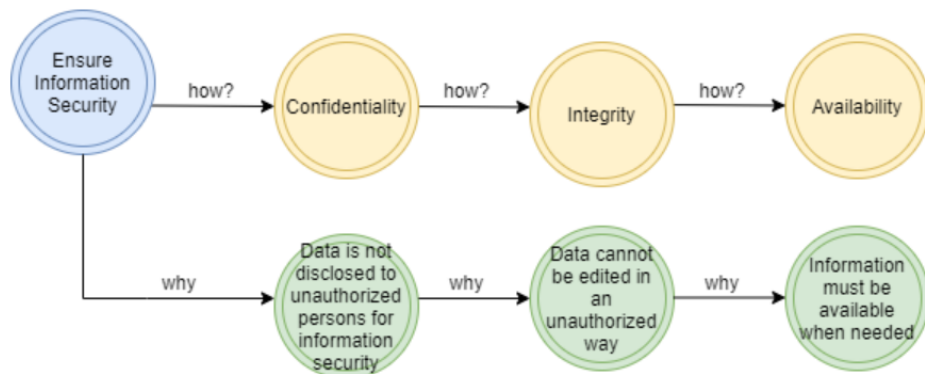 Ensure
Information
Security
how?
Confidentiality
how?
Integrity
how?
Availability
why
Data is not
disclosed to
unauthorized
persons for
information
security
why
Data cannot
be edited in
an
unauthorized
way
why
Information
must be
available
when needed